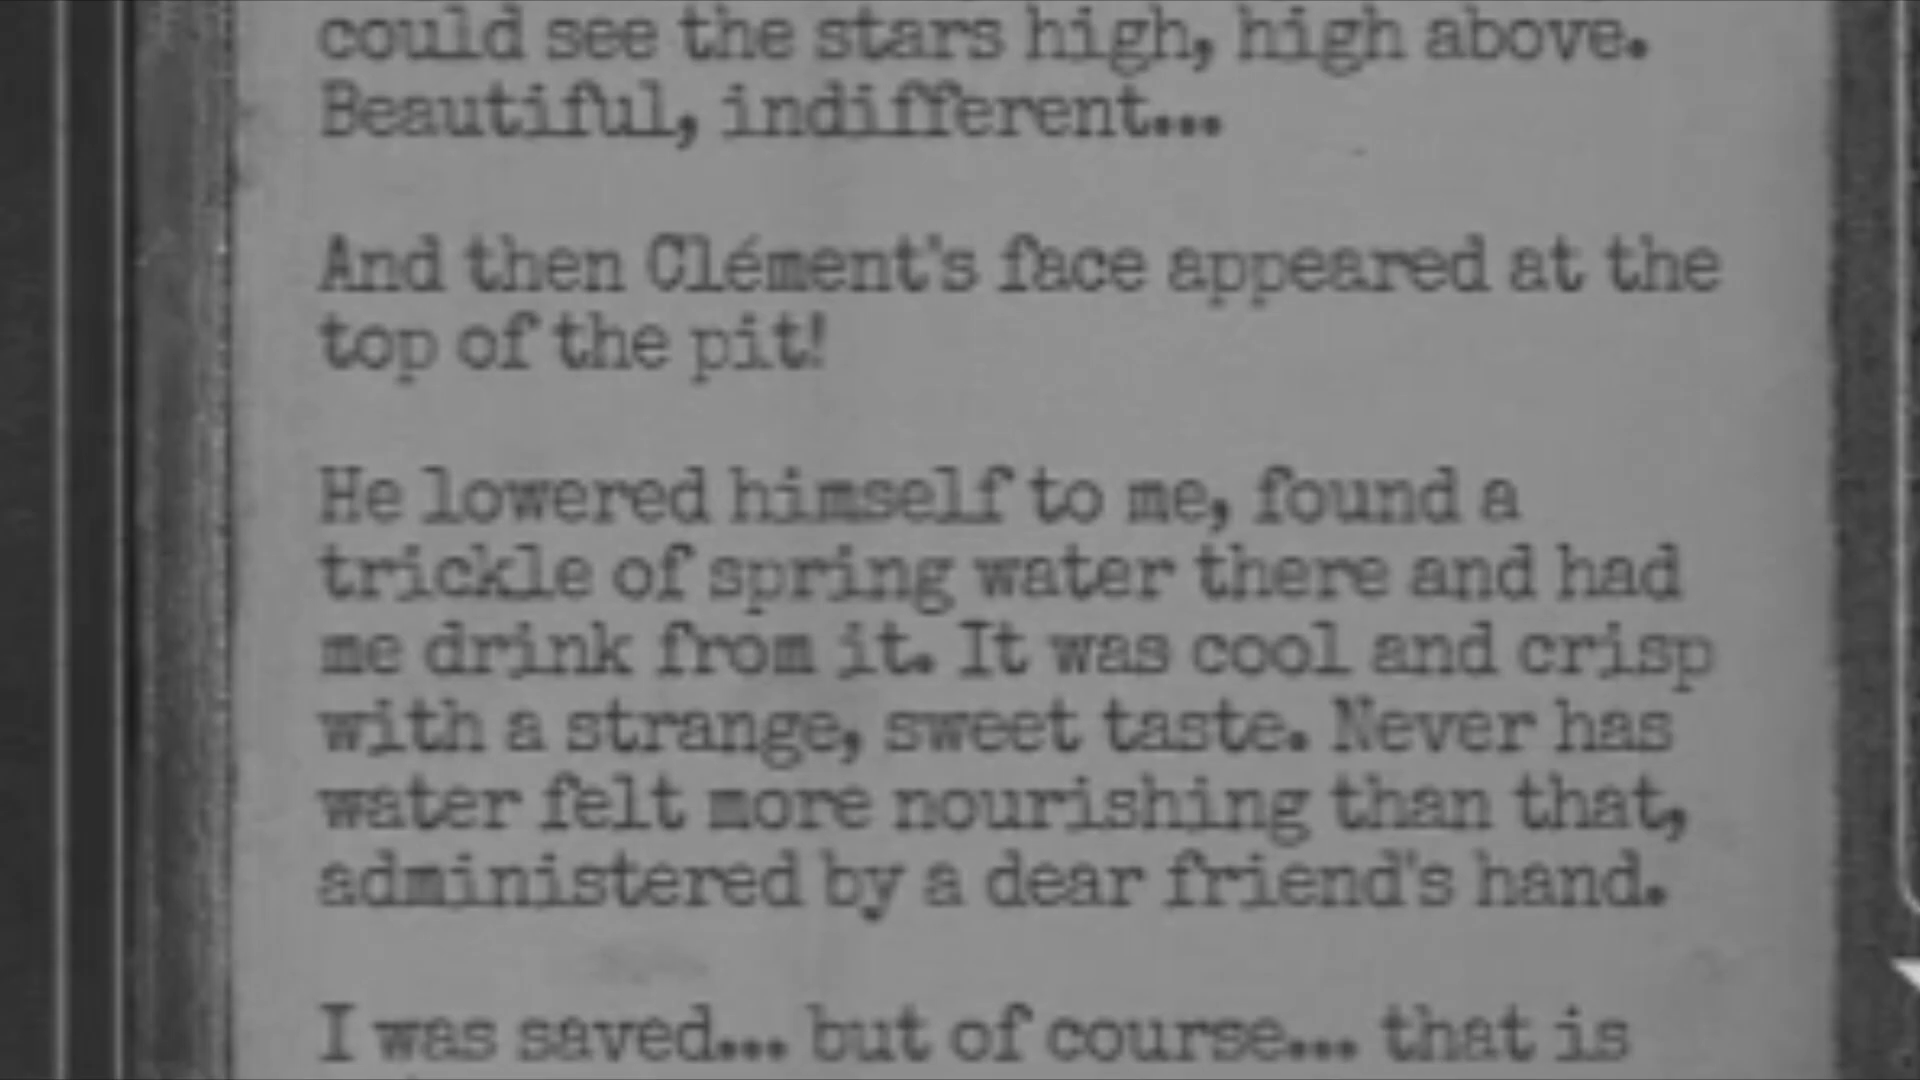 could see the stars high, high above.
Beautiful, indifferent...
And then Clément's face appeared at the
top of the pit!
He lowered himself to me, found a
trickle of spring water there and had
me drink from it. It was cool and crisp
with a strange, sweet taste. Never has
water felt more nourishing than that,
administered by a dear friend's hand.
I was saved... but of course... that is